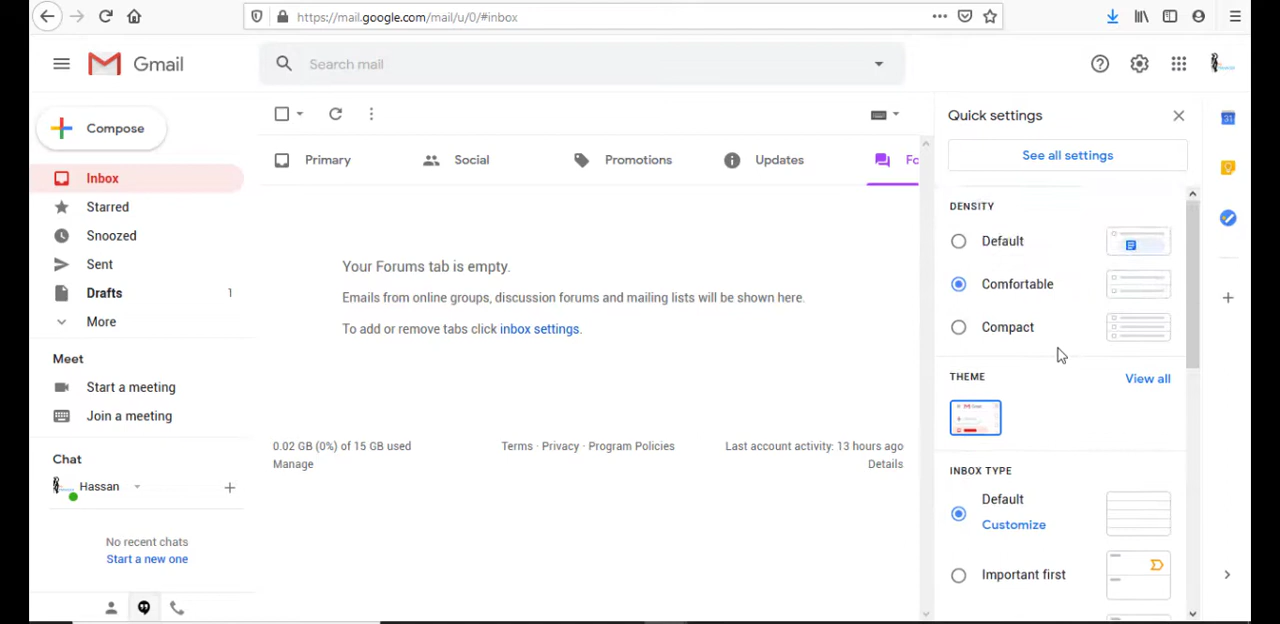 https://mail.google.com/mail/u/0/#inbox
Gmail
Search mail
Compose
Inbox
Starred
Snoozed
Sent
Drafts 1
More
Meet
Start a meeting
Join a meeting
Chat
Hassan
No recent chats
Start a new one
Primary
Social
Promotions
Updates
Fo
Your Forums tab is empty.
Emails from online groups, discussion forums and mailing lists will be shown here.
To add or remove tabs click inbox settings.
0.02 GB (0%) of 15 GB used
Manage
Terms · Privacy · Program Policies
Last account activity: 13 hours ago
Details
Quick settings
See all settings
DENSITY
Default
Comfortable
Compact
THEME
View all
INBOX TYPE
Default
Customize
Important first